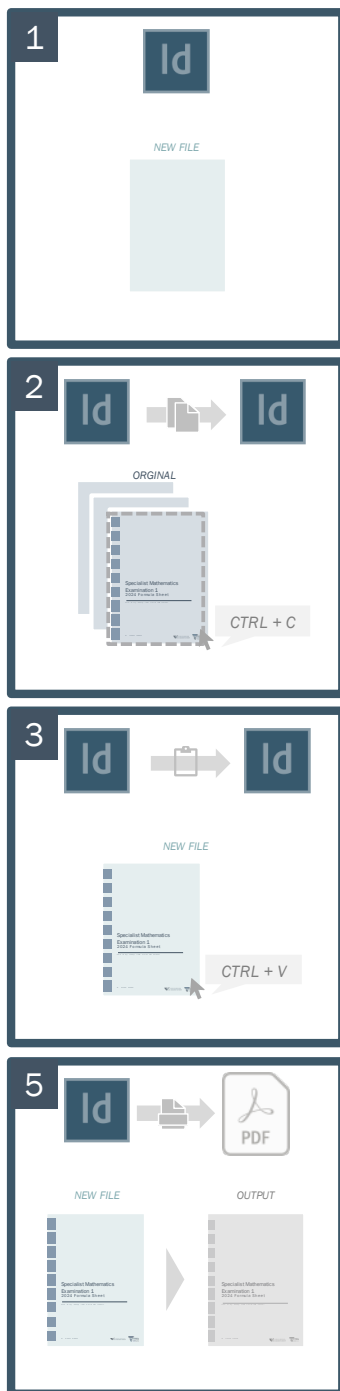 1
Id
NEW FILE
2
Id
Id
ORGINAL
Specialist Mathematics
Examination 1
2024 Formula Sheet
CTRL + C
3
Id
Id
NEW FILE
Specialist Mathematics
Examination 1
2024 Formula Sheet
CTRL + V
5
Id
PDF
NEW FILE
OUTPUT
Specialist Mathematics
Examination 1
2024 Formula Sheet
Specialist Mathematics
Examination 1
2024 Formula Sheet